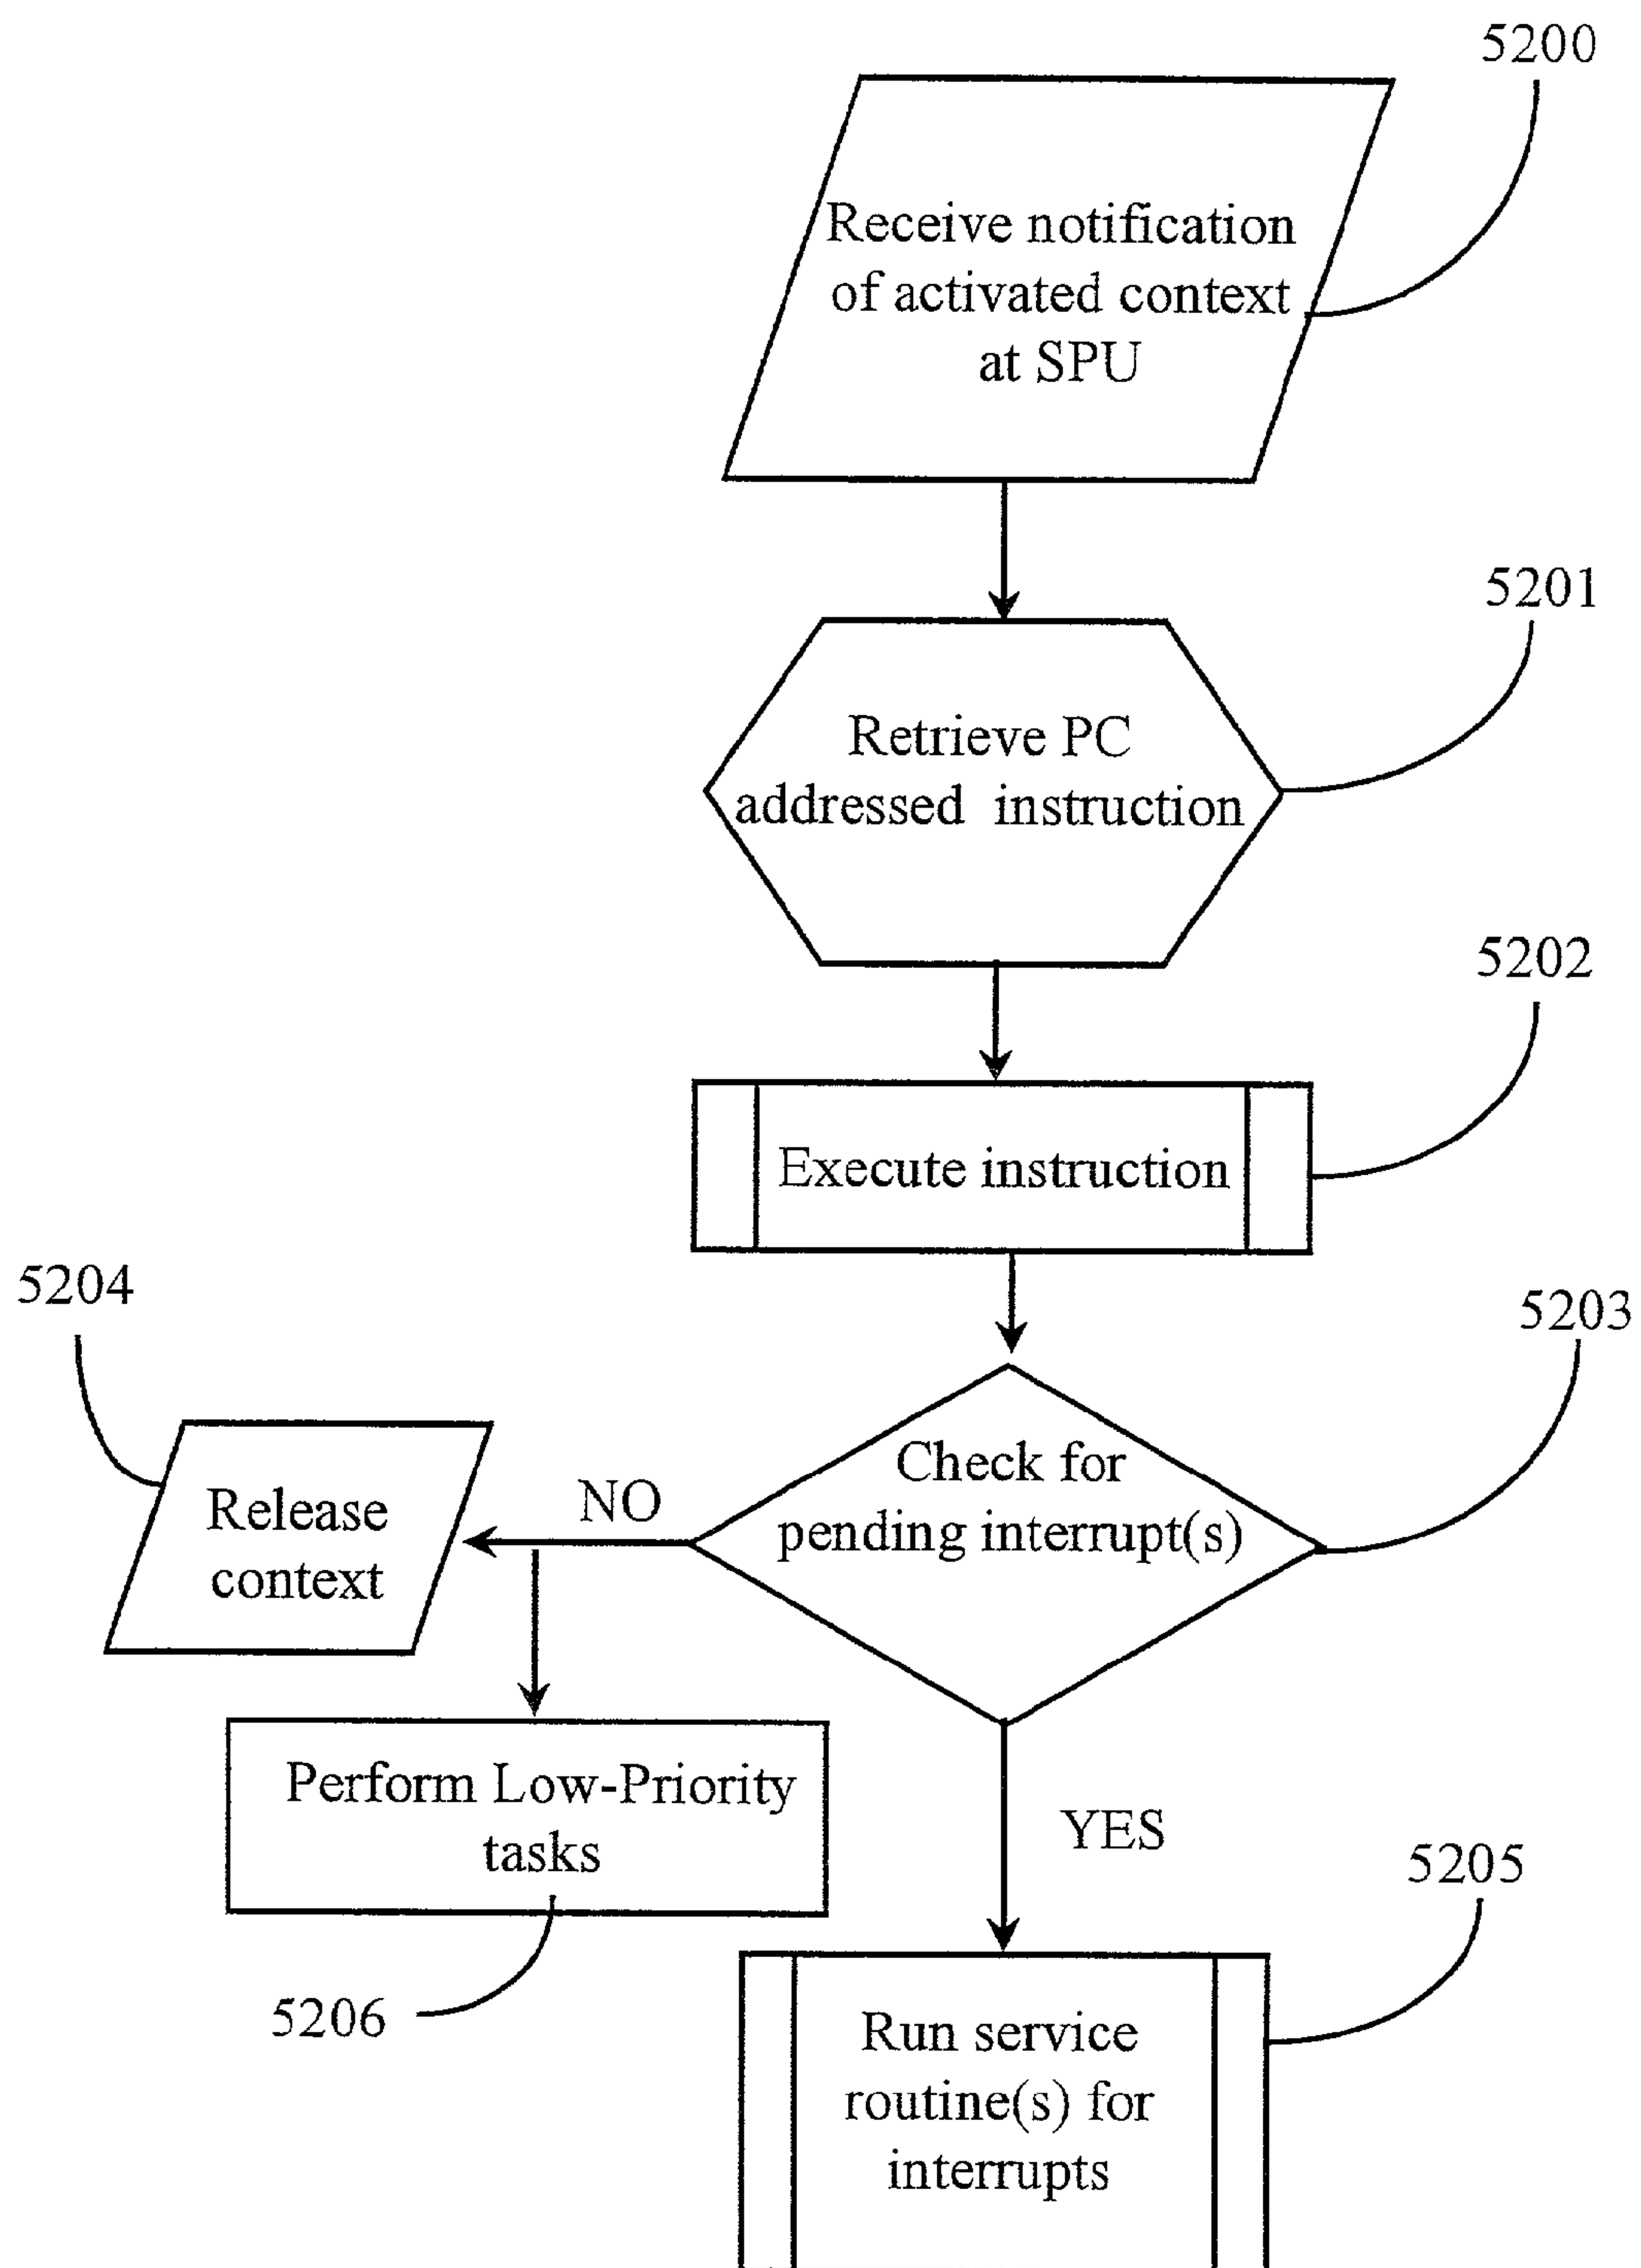 5200
Receive notification
of activated context
at SPU
5201
Retrieve PC
addressed instruction
5202
Execute instruction
5204
5203
Check for
pending interrupt(s)
NO
Release
context
Perform Low-Priority
tasks
YES
5205
5206
Run service
routine(s) for
interrupts